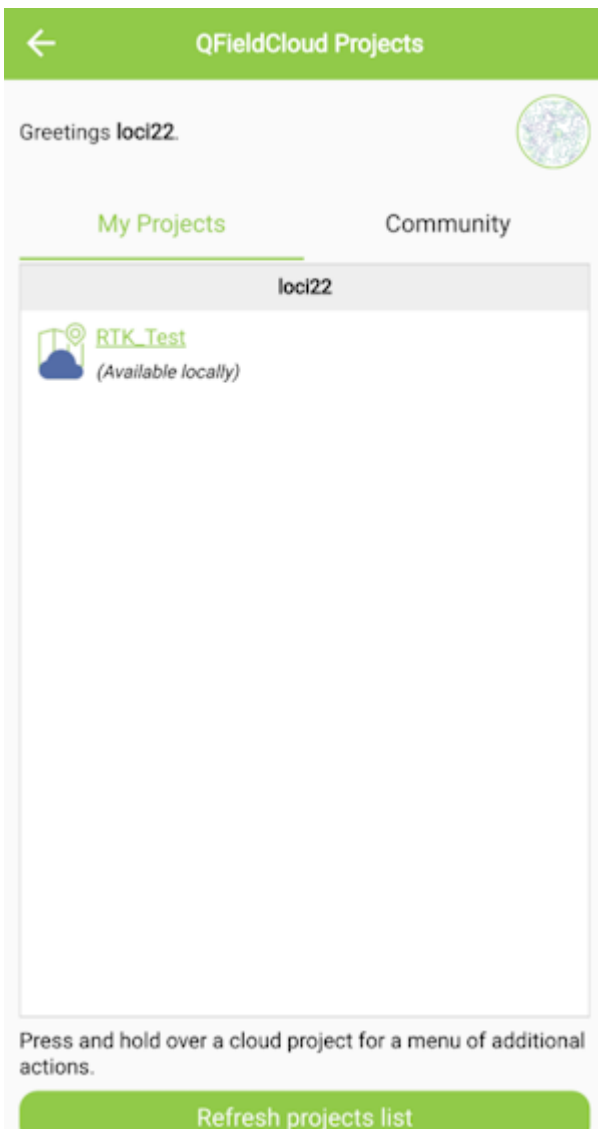 QFieldCloud Projects
Greetings loci22.
My Projects
Community
loci22
RTK_Test
(Available locally)
Press and hold over a cloud project for a menu of additional
actions.
Refresh projects list